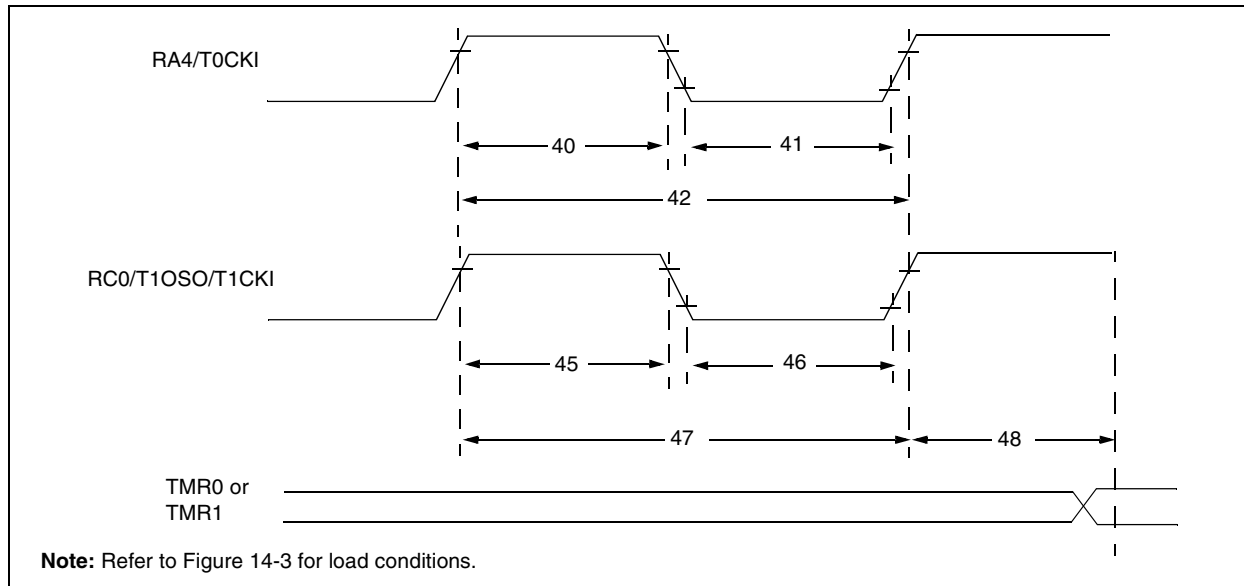 RA4/T0CKI
40
41
42
RC0/T1OSO/T1CKI
45
46
47
48
TMR0 or
TMR1
Note: Refer to Figure 14-3 for load conditions.